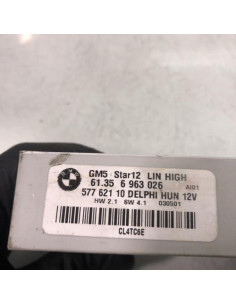 BMW
GM5 Star12 LIN HIGH
61.35 6 963 026 AI01
577 621 10 DELPHI HUN 12V
HW 2.1 SW 4.1 030501
CL4TC6E